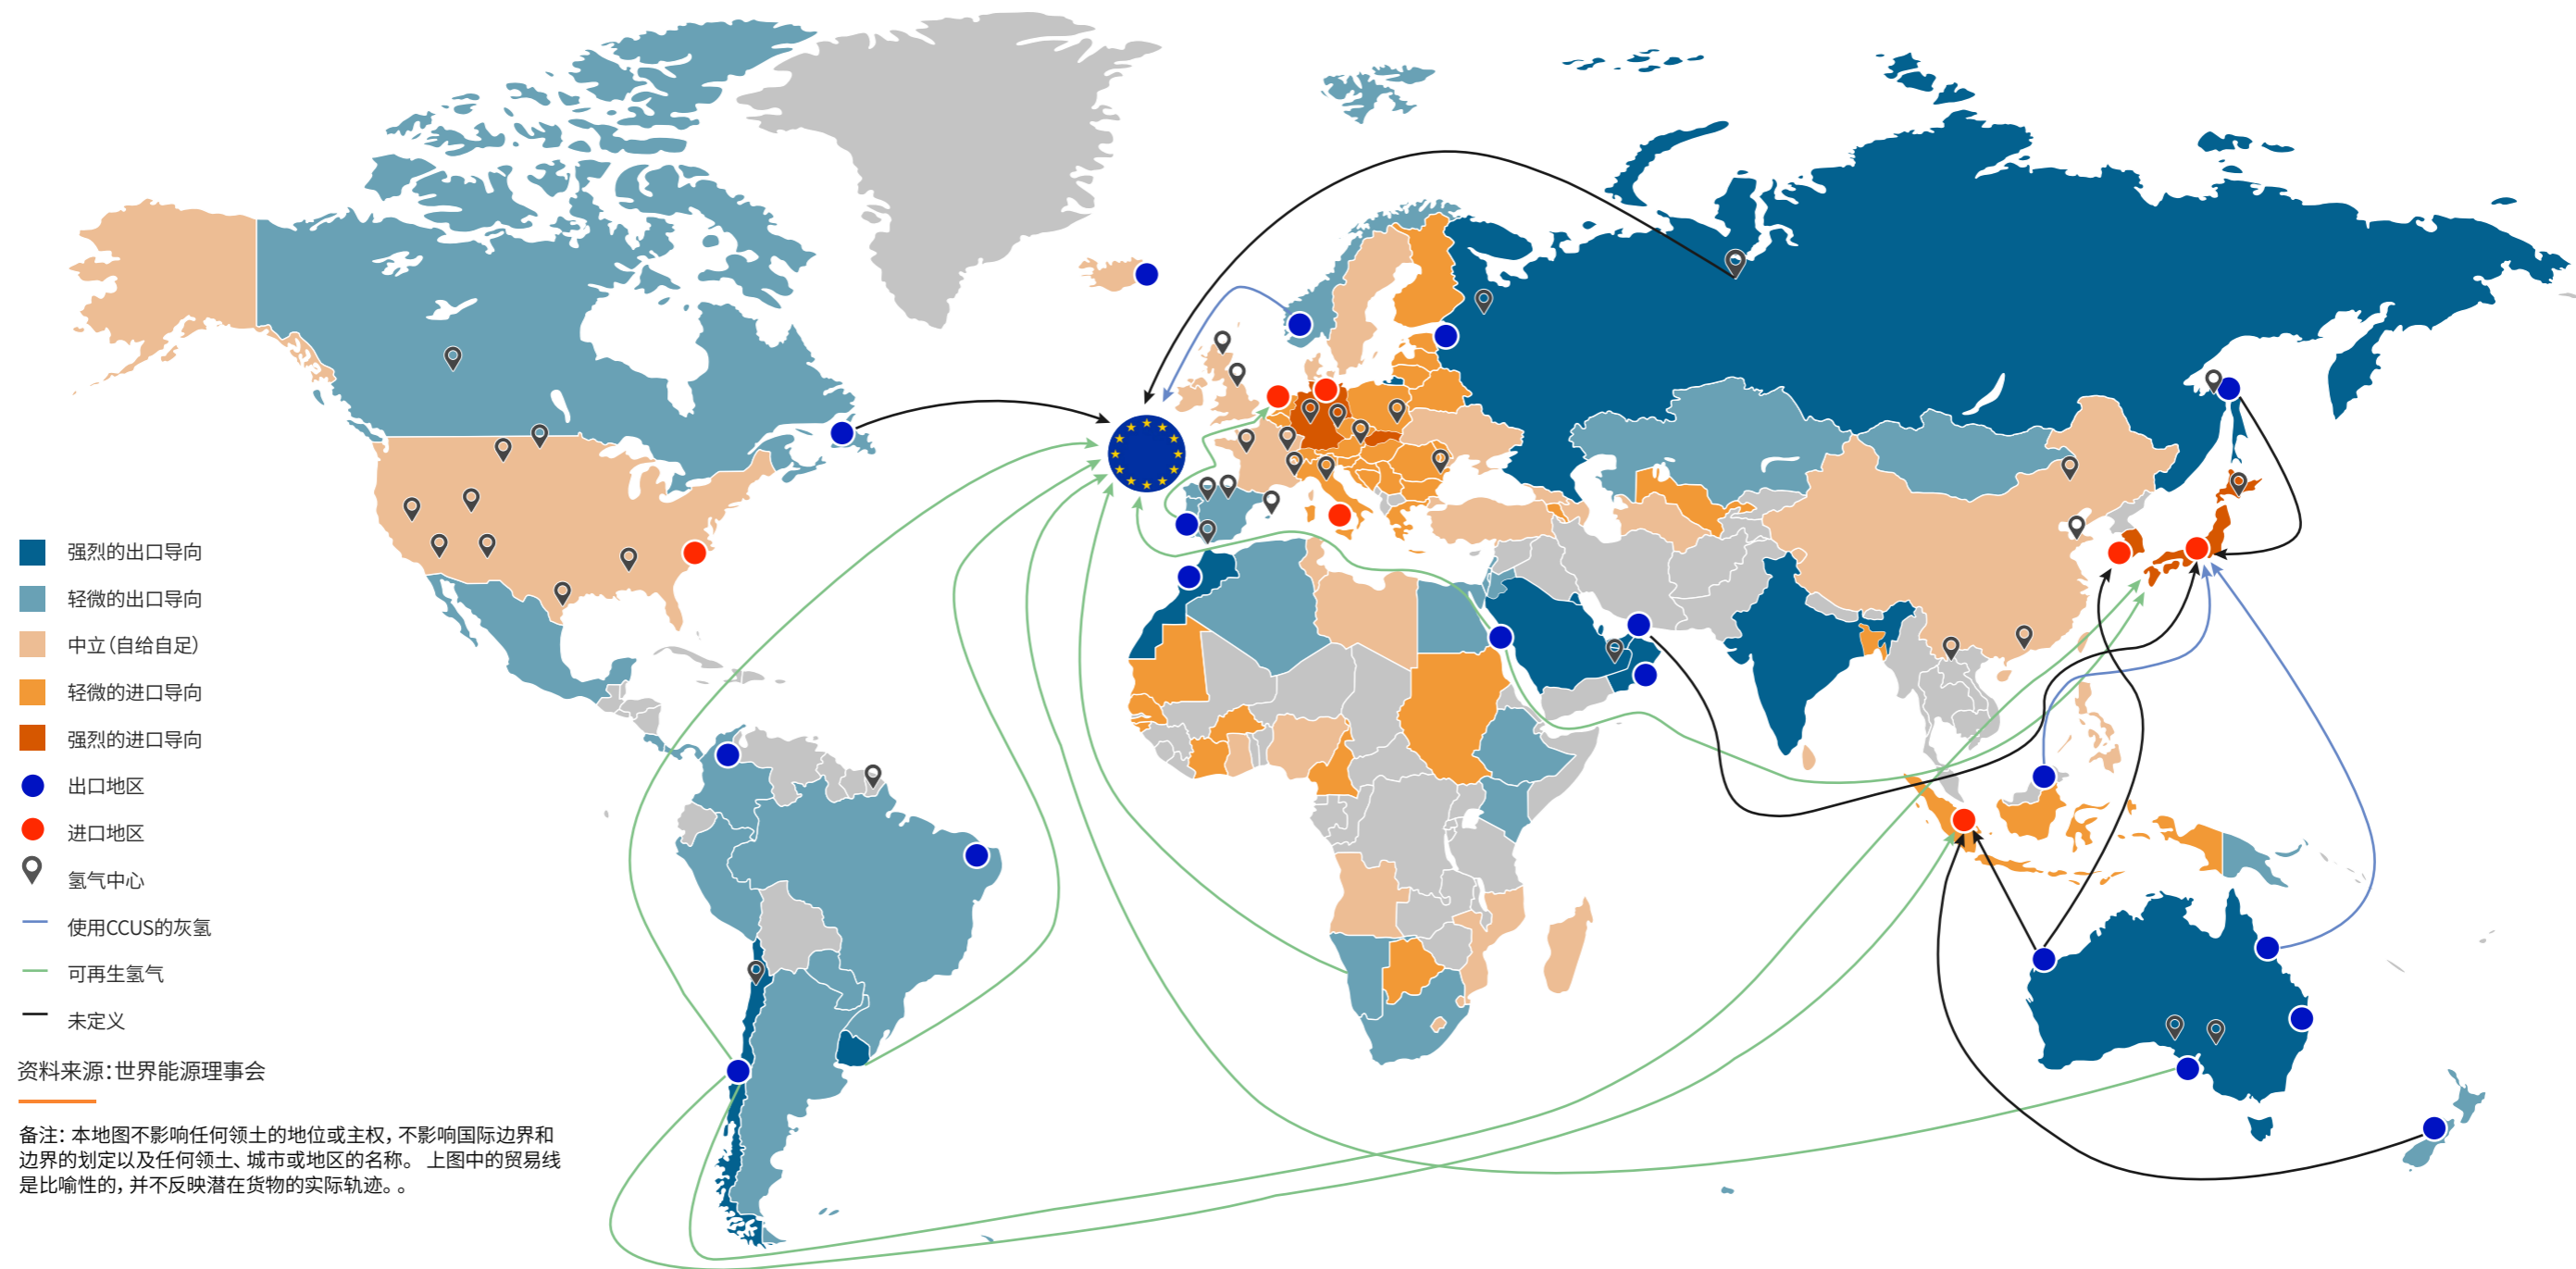 强烈的出口导向
轻微的出口导向
中立（自给自足）
轻微的进口导向
强烈的进口导向
出口地区
进口地区
氢气中心
使用CCUS的灰氢
可再生氢气
未定义
资料来源：世界能源理事会
备注：本地图不影响任何领土的地位或主权，不影响国际边界和
边界的划定以及任何领土、城市或地区的名称。 上图中的贸易线
是比喻性的，并不反映潜在货物的实际轨迹。。